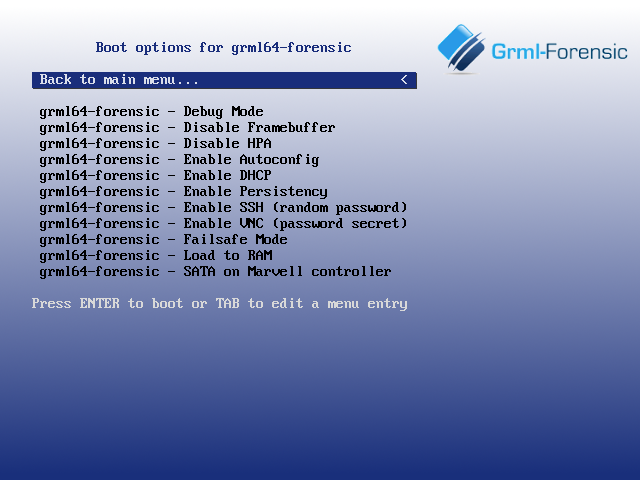 Boot options for grml64-forensic
Grml-Forensic
Back to main menu... <
grml64-forensic - Debug Mode
grml64-forensic - Disable Framebuffer
grml64-forensic - Disable HPA
grml64-forensic - Enable Autoconfig
grml64-forensic - Enable DHCP
grml64-forensic - Enable Persistency
grml64-forensic - Enable SSH (random password)
grml64-forensic - Enable VNC (password secret)
grml64-forensic - Failsafe Mode
grml64-forensic - Load to RAM
grml64-forensic - SATA on Marvell controller
Press ENTER to boot or TAB to edit a menu entry